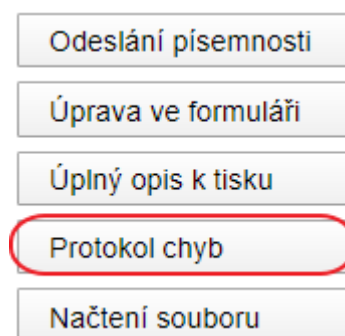 Odeslání písemnosti
Úprava ve formuláři
Úplný opis k tisku
Protokol chyb
Načtení souboru